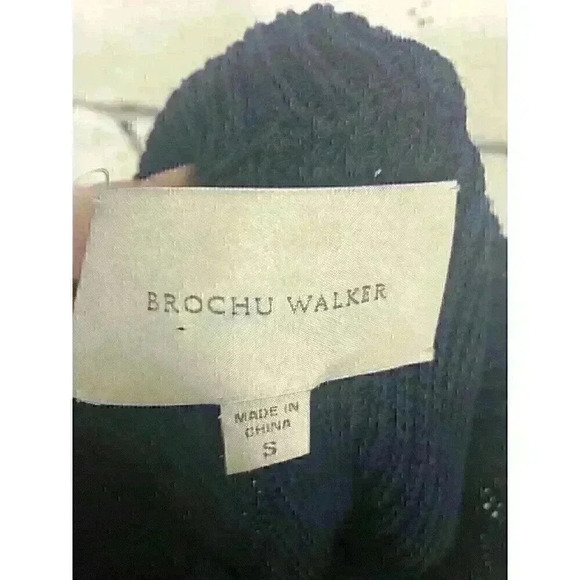 BROCHU WALKER
MADE IN
CHINA
S